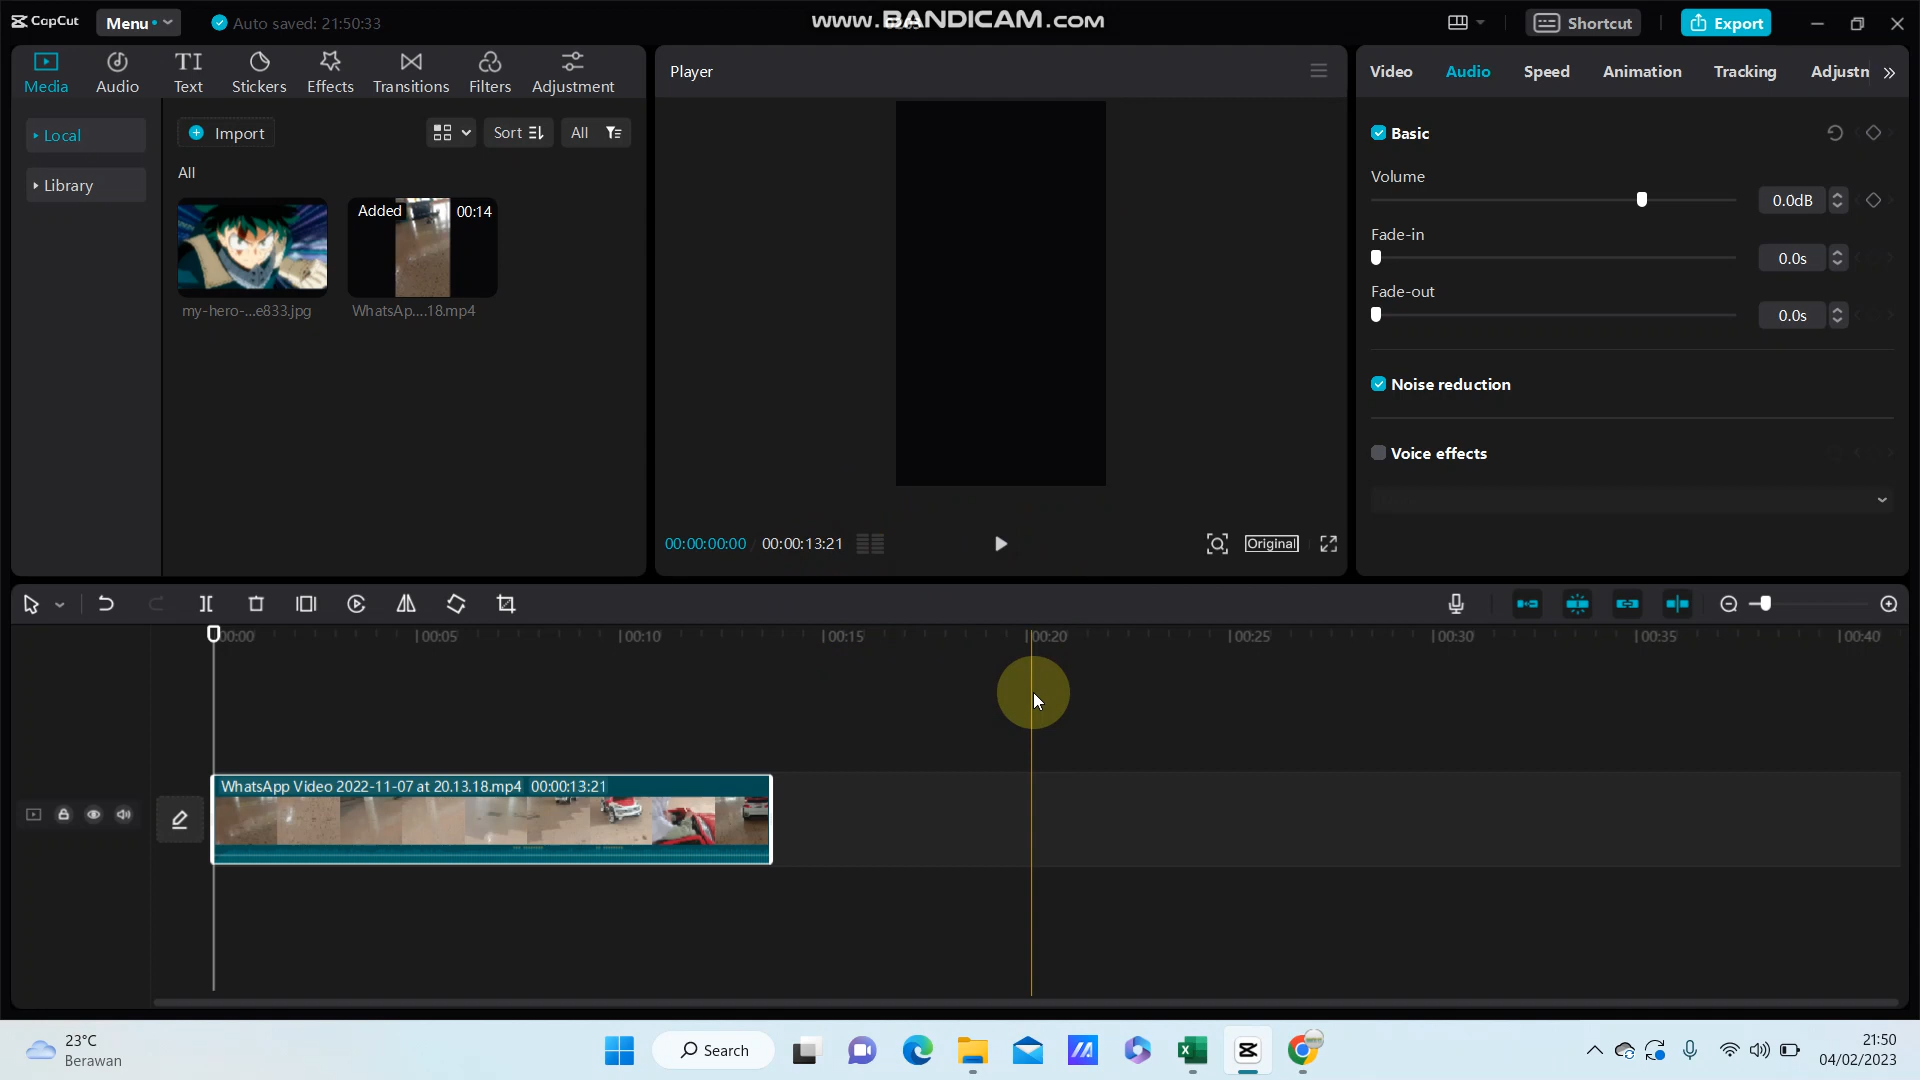 CapCut
Menu
Auto saved: 21:50:33
www.BANDICAM.COM
Shortcut
Export
Media
Audio
Text
Stickers
Effects
Transitions
Filters
Adjustment
Player
Video
Audio
Speed
Animation
Tracking
Adjustn
Local
Library
Import
Sort
All
All
Added
00:14
my-hero-...e833.jpg
WhatsAp....18.mp4
Basic
Volume
0.0dB
Fade-in
0.0s
Fade-out
0.0s
Noise reduction
Voice effects
00:00:00:00 / 00:00:13:21
Original
00:00
00:05
00:10
00:15
00:20
00:25
00:30
00:35
00:40
WhatsApp Video 2022-11-07 at 20.13.18.mp4 00:00:13:21
23°C
Berawan
Search
21:50
04/02/2023